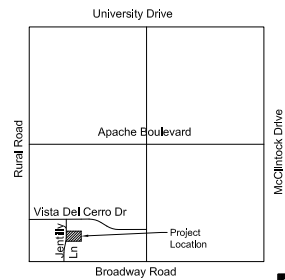 University Drive
Rural Road
McClintock Drive
Apache Boulevard
Vista Del Cerro Dr
Jentilly
Ln
Project
Location
Broadway Road